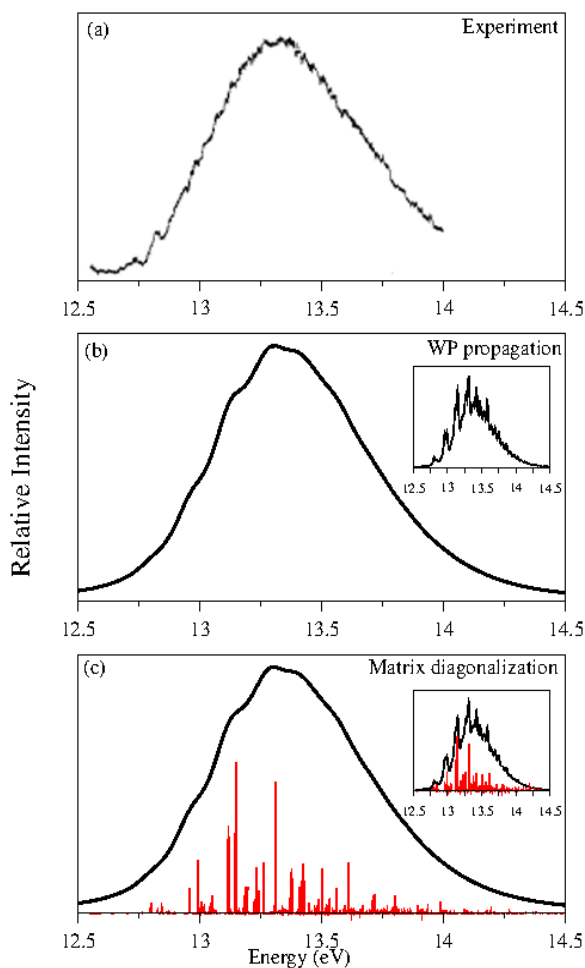 (a) Experiment
12.5 13 13.5 14 14.5
(b) WP propagation
12.5 13 13.5 14 14.5
12.5 13 13.5 14 14.5
Relative Intensity
(c) Matrix diagonalization
12.5 13 13.5 14 14.5
12.5 13 13.5 14 14.5
Energy (eV)